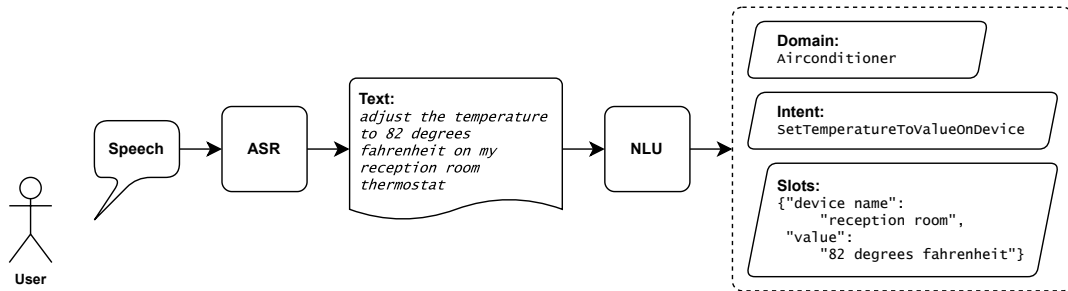 User
Speech
ASR
Text:
adjust the temperature
to 82 degrees
fahrenheit on my
reception room
thermostat
NLU
Domain:
Airconditioner
Intent:
SetTemperatureToValueOnDevice
Slots:
{"device name":
"reception room",
"value":
"82 degrees fahrenheit"}